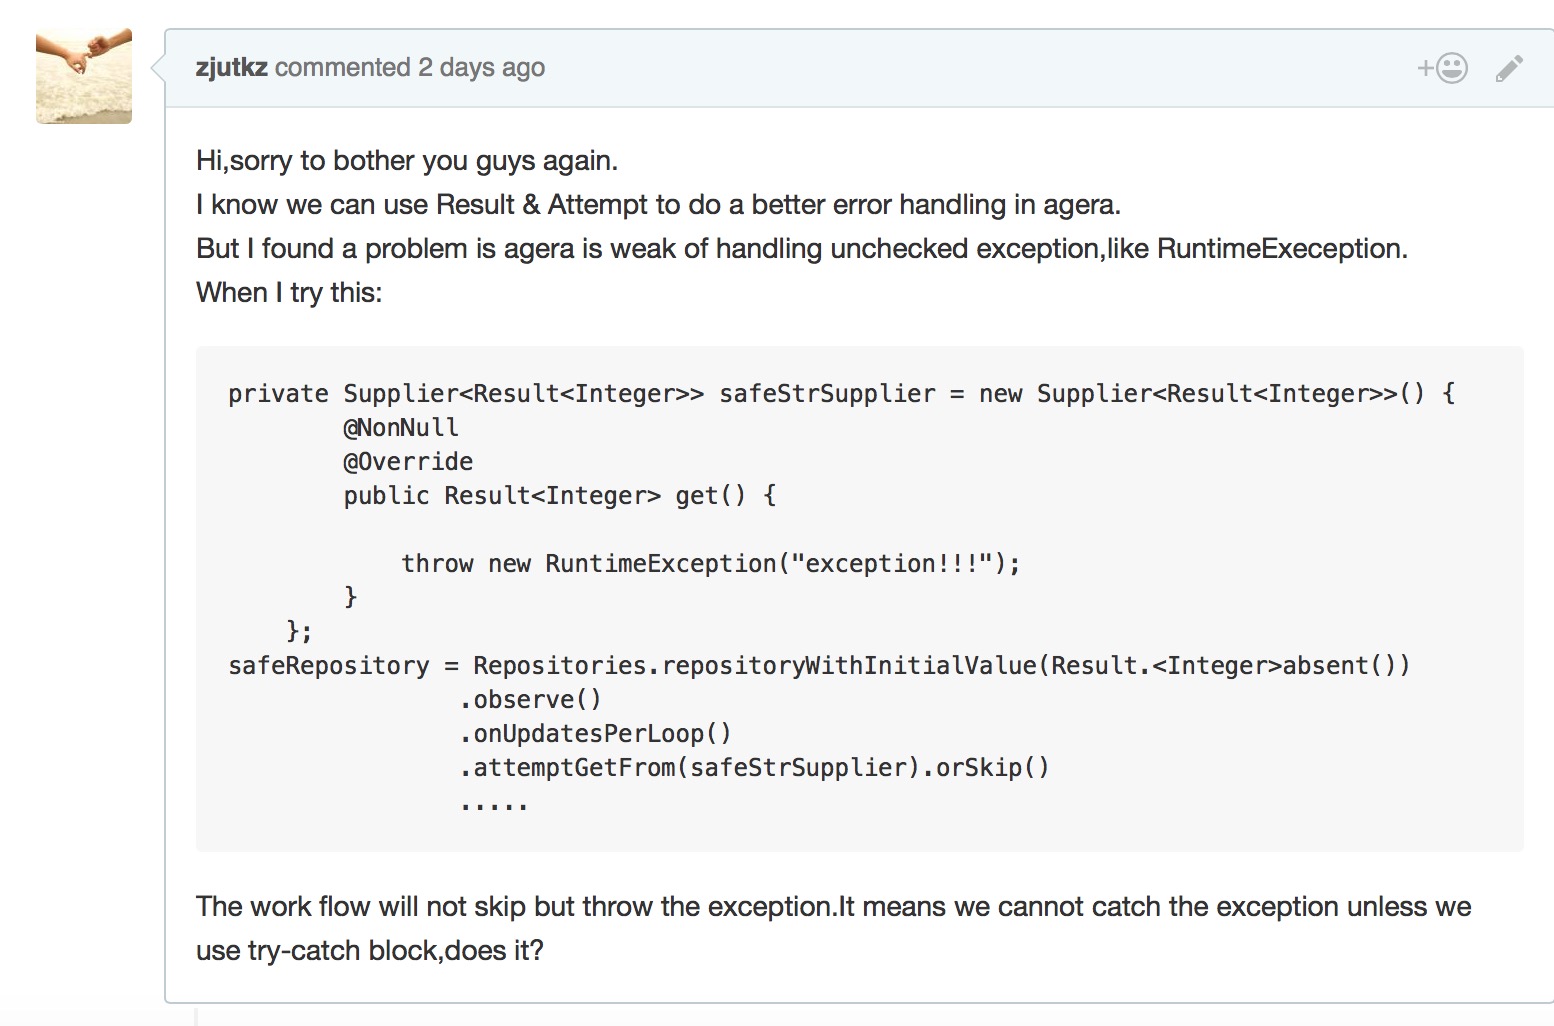 zjutkz commented 2 days ago
Hi,sorry to bother you guys again.
I know we can use Result & Attempt to do a better error handling in agera.
But I found a problem is agera is weak of handling unchecked exception,like RuntimeExeception.
When I try this:
private Supplier<Result<Integer>> safeStrSupplier = new Supplier<Result<Integer>>() {
        @NonNull
        @Override
        public Result<Integer> get() {

            throw new RuntimeException("exception!!!");
        }
    };
safeRepository = Repositories.repositoryWithInitialValue(Result.<Integer>absent())
                .observe()
                .onUpdatesPerLoop()
                .attemptGetFrom(safeStrSupplier).orSkip()
                .....
The work flow will not skip but throw the exception.It means we cannot catch the exception unless we
use try-catch block,does it?